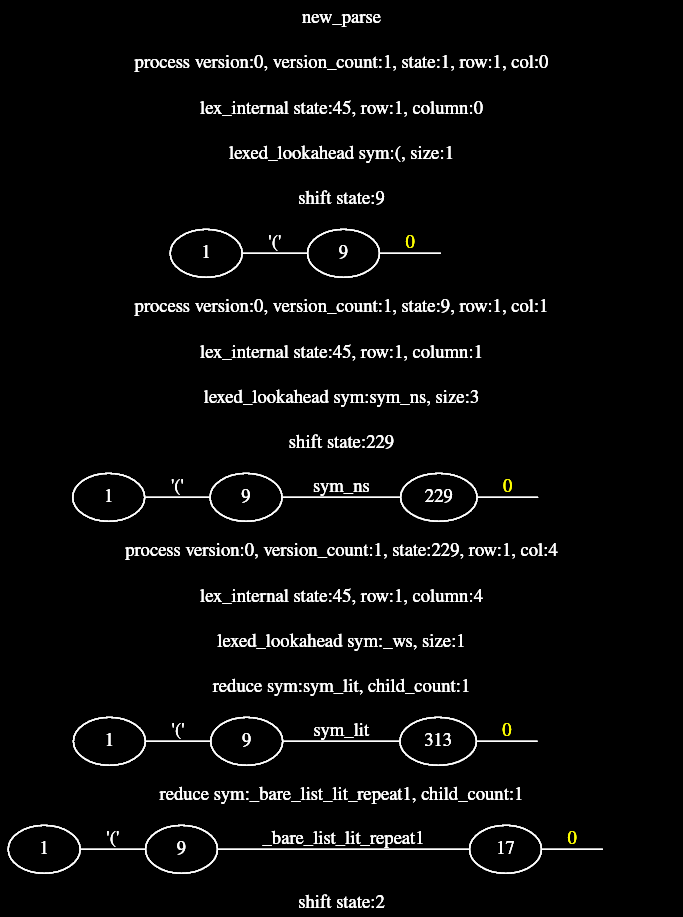 new_parse
process version:0, version_count:1, state:1, row:1, col:0
lex_internal state:45, row:1, column:0
lexed_lookahead sym:(, size:1
shift state:9
1 '(' 9 0
process version:0, version_count:1, state:9, row:1, col:1
lex_internal state:45, row:1, column:1
lexed_lookahead sym:sym_ns, size:3
shift state:229
1 '(' 9 sym_ns 229 0
process version:0, version_count:1, state:229, row:1, col:4
lex_internal state:45, row:1, column:4
lexed_lookahead sym:_ws, size:1
reduce sym:sym_lit, child_count:1
1 '(' 9 sym_lit 313 0
reduce sym:_bare_list_lit_repeat1, child_count:1
1 '(' 9 _bare_list_lit_repeat1 17 0
shift state:2